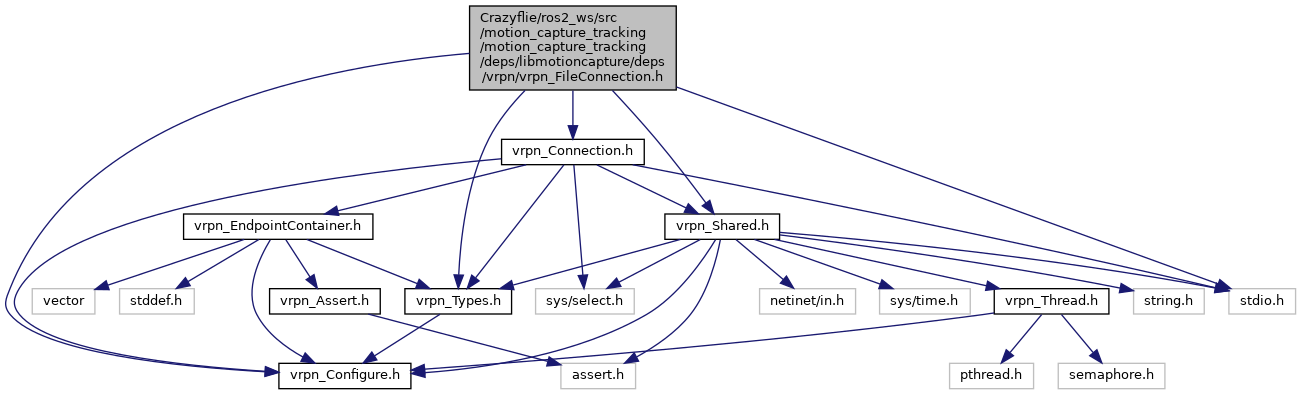 Crazyflie/ros2_ws/src
/motion_capture_tracking
/motion_capture_tracking
/deps/libmotioncapture/deps
/vrpn/vrpn_FileConnection.h
vrpn_Connection.h
vrpn_EndpointContainer.h
vrpn_Shared.h
vector
stddef.h
vrpn_Assert.h
vrpn_Types.h
sys/select.h
netinet/in.h
sys/time.h
vrpn_Thread.h
string.h
stdio.h
vrpn_Configure.h
assert.h
pthread.h
semaphore.h